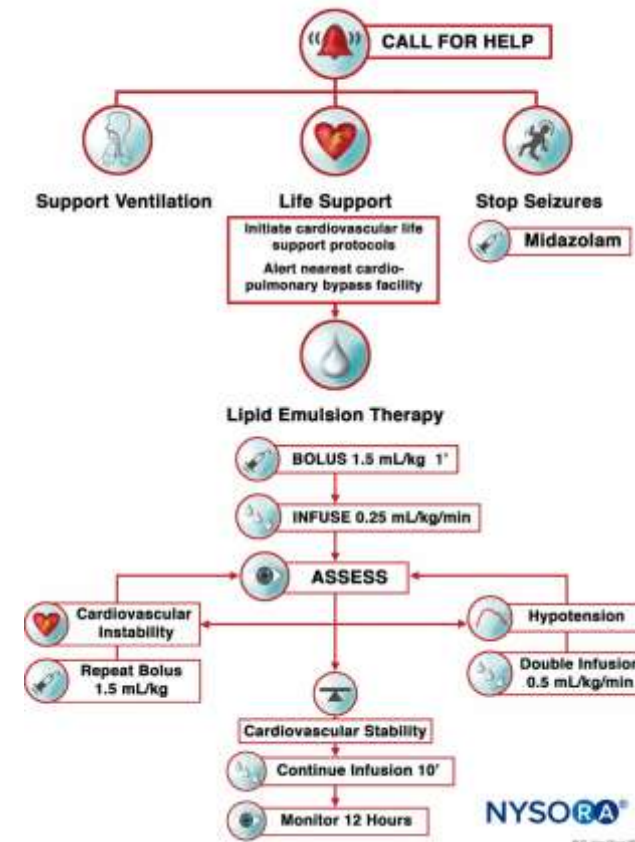 CALL FOR HELP
Support Ventilation
Life Support
Stop Seizures
Initiate cardiovascular life
support protocols
Alert nearest cardio-
pulmonary bypass facility
Midazolam
Lipid Emulsion Therapy
BOLUS 1.5 mL/kg 1'
INFUSE 0.25 mL/kg/min
ASSESS
Cardiovascular
Instability
Hypotension
Repeat Bolus
1.5 mL/kg
Double Infusion
0.5 mL/kg/min
Cardiovascular Stability
Continue Infusion 10'
Monitor 12 Hours
NYSORA®